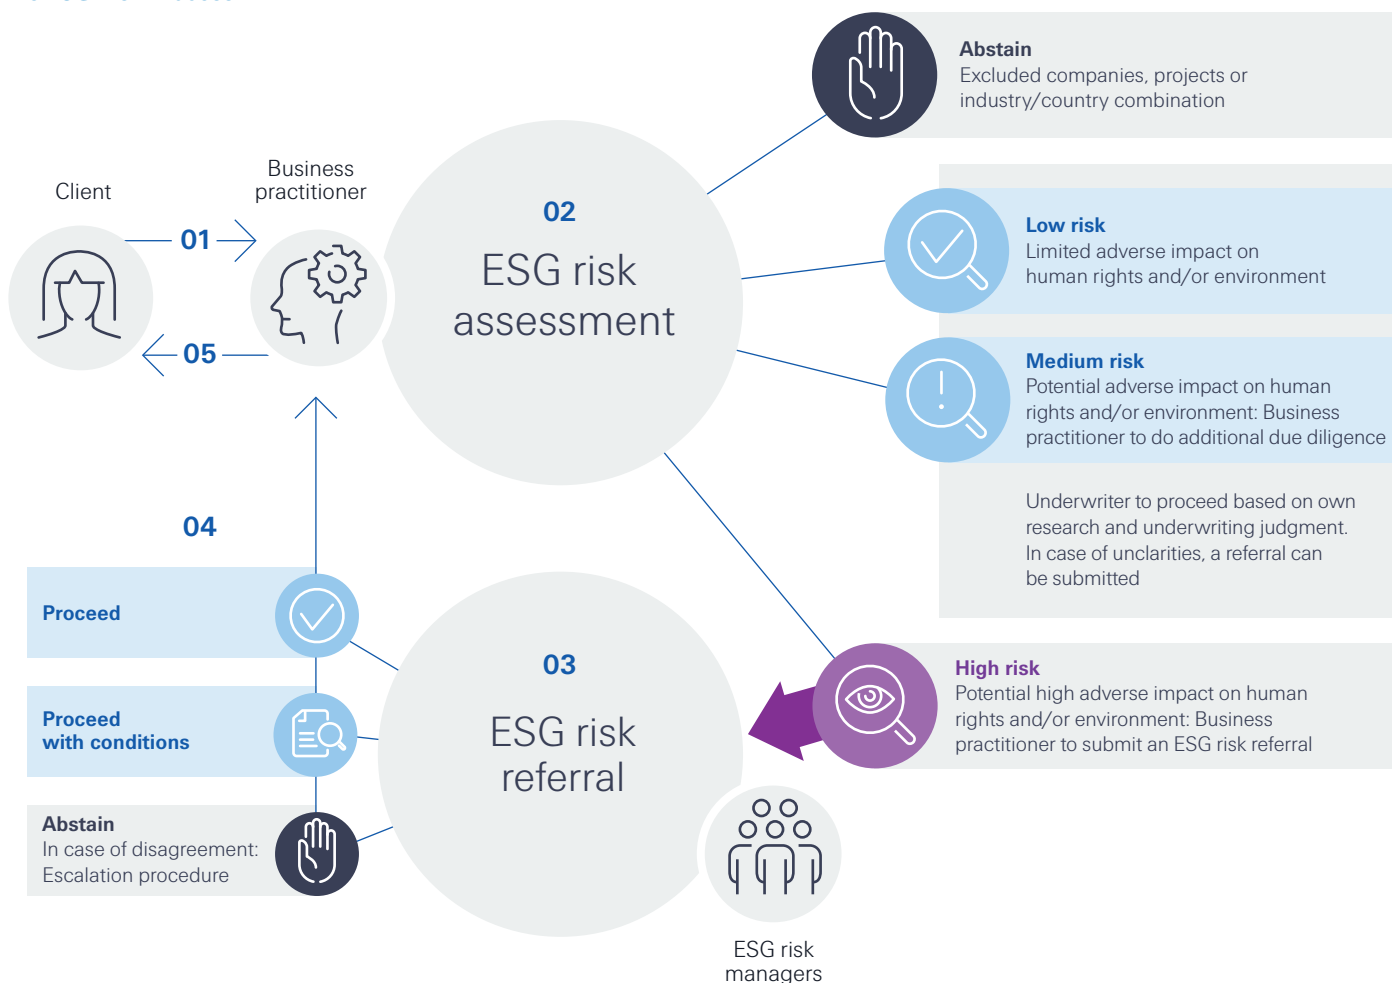 Client
Business
practitioner
01
05
02
ESG risk
assessment
Abstain
Excluded companies, projects or
industry/country combination
Low risk
Limited adverse impact on
human rights and/or environment
Medium risk
Potential adverse impact on human
rights and/or environment: Business
practitioner to do additional due diligence
Underwriter to proceed based on own
research and underwriting judgment.
In case of unclarities, a referral can
be submitted
High risk
Potential high adverse impact on human
rights and/or environment: Business
practitioner to submit an ESG risk referral
03
ESG risk
referral
ESG risk
managers
04
Proceed
Proceed
with conditions
Abstain
In case of disagreement:
Escalation procedure